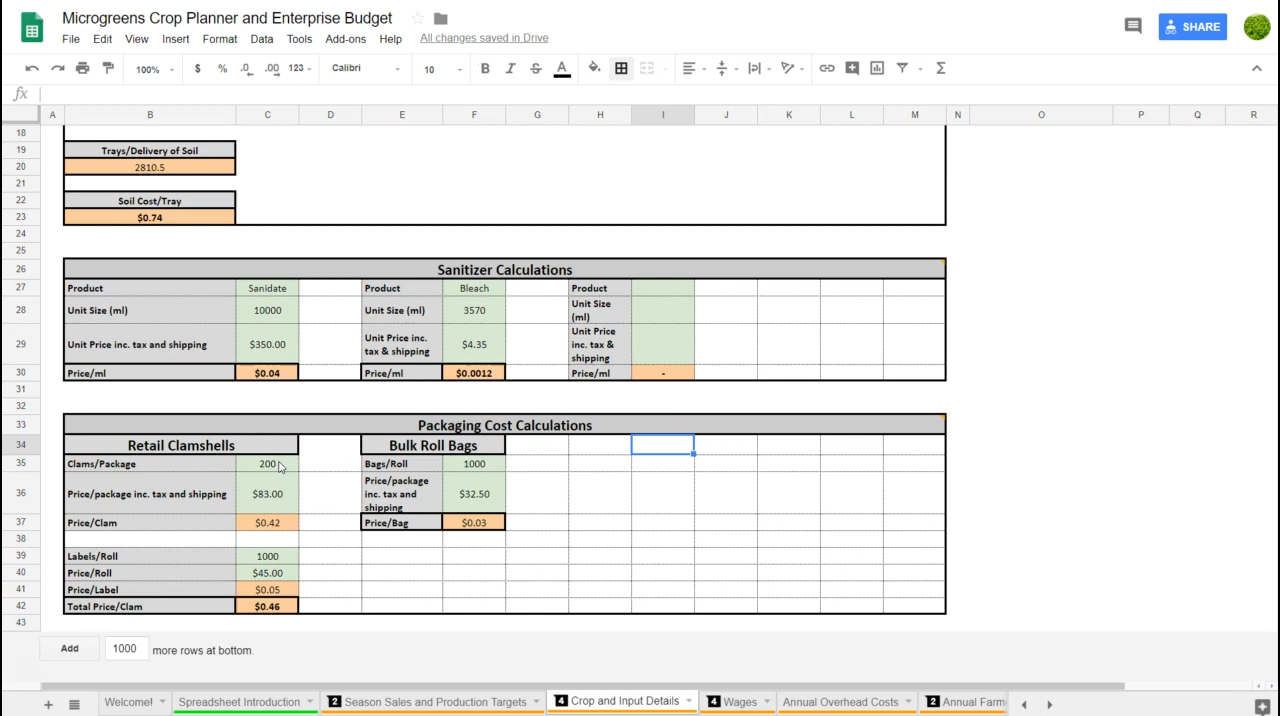 Microgreens Crop Planner and Enterprise Budget
File Edit View Insert Format Data Tools Add-ons Help All changes saved in Drive
SHARE
100% $ % .0 .00 123 Calibri 10 B I S A
fx
A B C D E F G H I J K L M N O P Q R
18
19 Trays/Delivery of Soil
20 2810.5
21
22 Soil Cost/Tray
23 $0.74
24
25
26 Sanitizer Calculations
27 Product Sanidate Product Bleach Product
28 Unit Size (ml) 10000 Unit Size (ml) 3570 Unit Size (ml)
29 Unit Price inc. tax and shipping $350.00 Unit Price inc. tax & shipping $4.35 Unit Price inc. tax & shipping
30 Price/ml $0.04 Price/ml $0.0012 Price/ml -
31
32
33 Packaging Cost Calculations
34 Retail Clamshells Bulk Roll Bags
35 Clams/Package 200 Bags/Roll 1000
36 Price/package inc. tax and shipping $83.00 Price/package inc. tax and shipping $32.50
37 Price/Clam $0.42 Price/Bag $0.03
38
39 Labels/Roll 1000
40 Price/Roll $45.00
41 Price/Label $0.05
42 Total Price/Clam $0.46
43
Add 1000 more rows at bottom.
Welcome! Spreadsheet Introduction 2 Season Sales and Production Targets 4 Crop and Input Details 4 Wages Annual Overhead Costs 2 Annual Farm